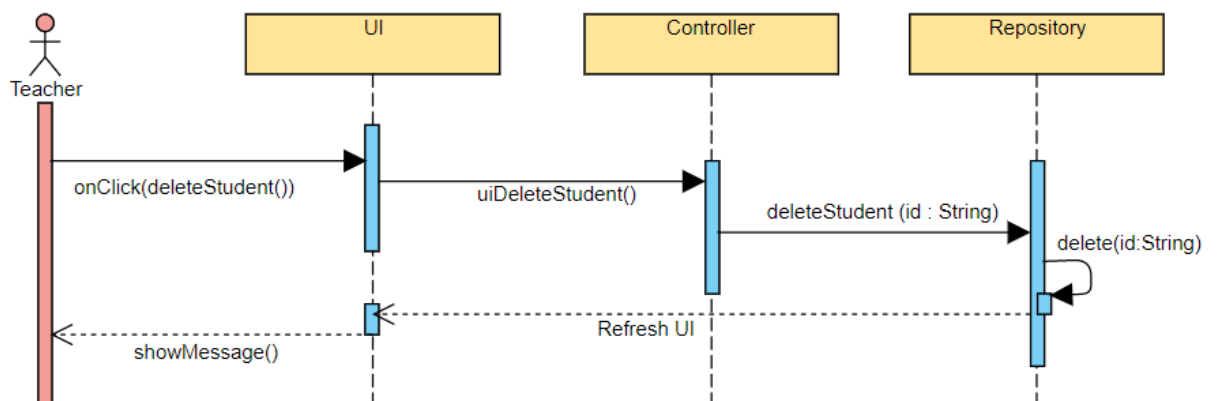 UI
Controller
Repository
Teacher
onClick(deleteStudent())
uiDeleteStudent()
deleteStudent (id : String)
delete(id:String)
Refresh UI
showMessage()